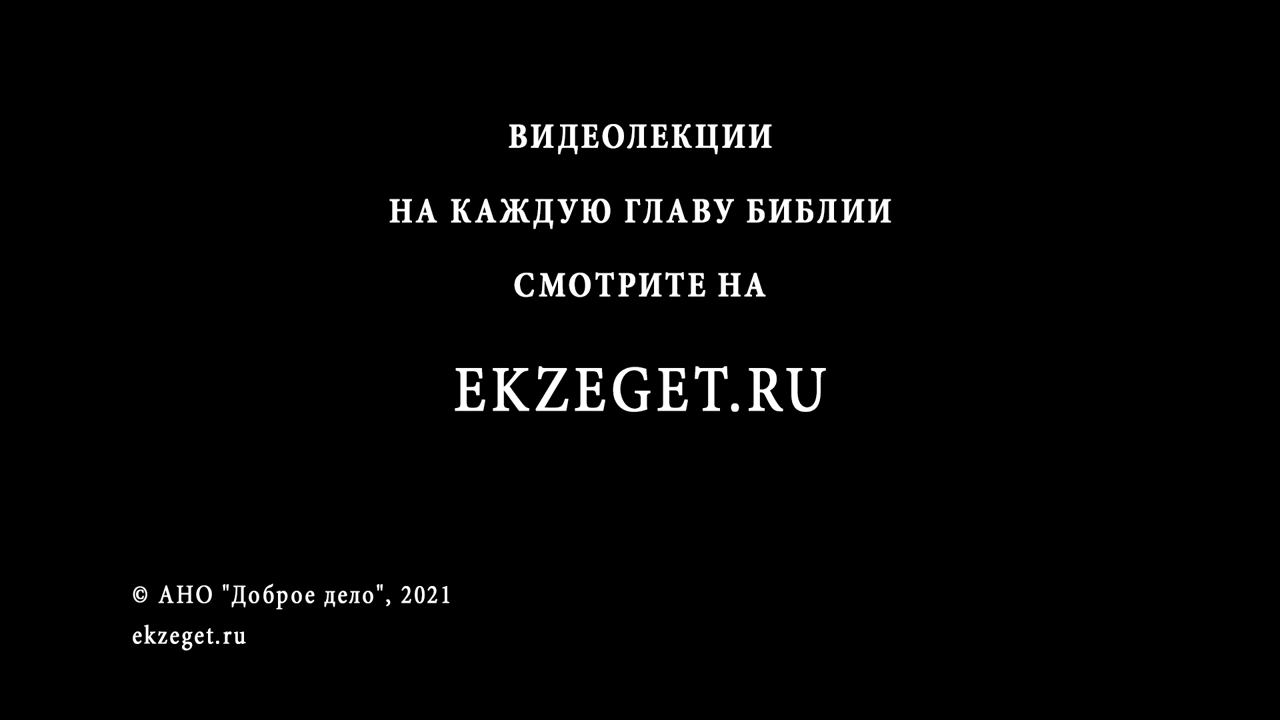 ВИДЕОЛЕКЦИИ
НА КАЖДУЮ ГЛАВУ БИБЛИИ
СМОТРИТЕ НА
EKZEGET.RU
© АНО "Доброе дело", 2021
ekzeget.ru